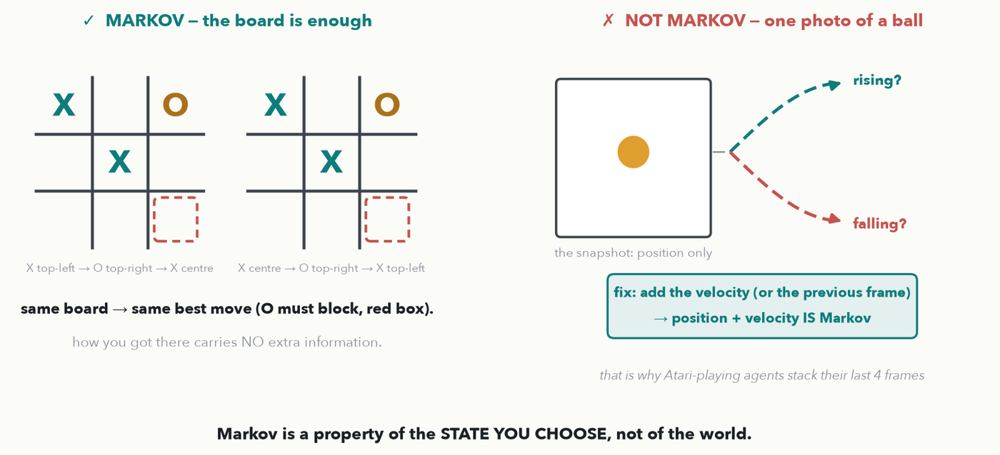 ✓ MARKOV – the board is enough
X
O
X
X
O
X
X top-left → O top-right → X centre
X centre → O top-right → X top-left
same board → same best move (O must block, red box).
how you got there carries NO extra information.
✗ NOT MARKOV – one photo of a ball
rising?
falling?
the snapshot: position only
fix: add the velocity (or the previous frame)
→ position + velocity IS Markov
that is why Atari-playing agents stack their last 4 frames
Markov is a property of the STATE YOU CHOOSE, not of the world.